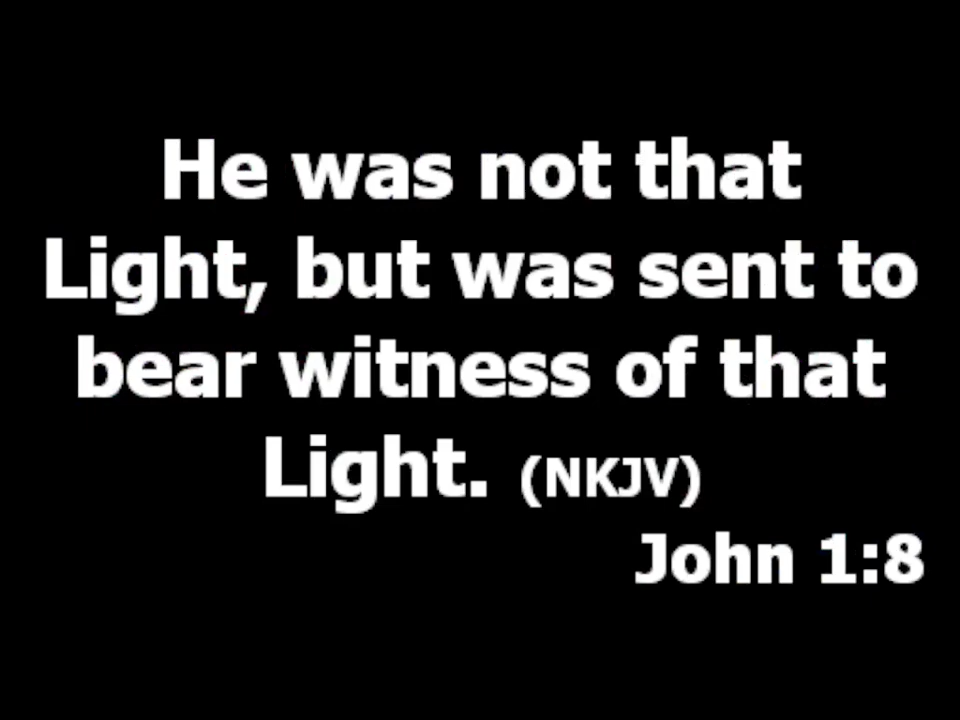 He was not that
Light, but was sent to
bear witness of that
Light. (NKJV)
John 1:8